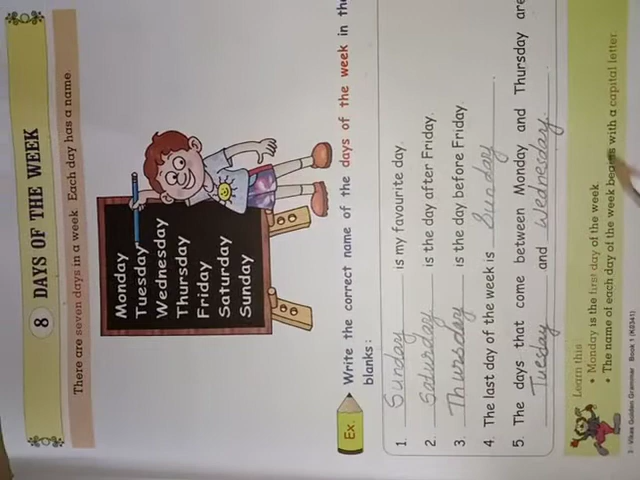 8 DAYS OF THE WEEK
There are seven days in a week. Each day has a name.
Monday
Tuesday
Wednesday
Thursday
Friday
Saturday
Sunday
Ex. Write the correct name of the days of the week in the
blanks :
1. Sunday is my favourite day.
2. Saturday is the day after Friday.
3. Thursday is the day before Friday.
4. The last day of the week is Sunday.
5. The days that come between Monday and Thursday are
Tuesday and Wednesday.
Learn this
• Monday is the first day of the week.
• The name of each day of the week begins with a capital letter.
3-Vikas Golden Grammar Book 1 (K0341)